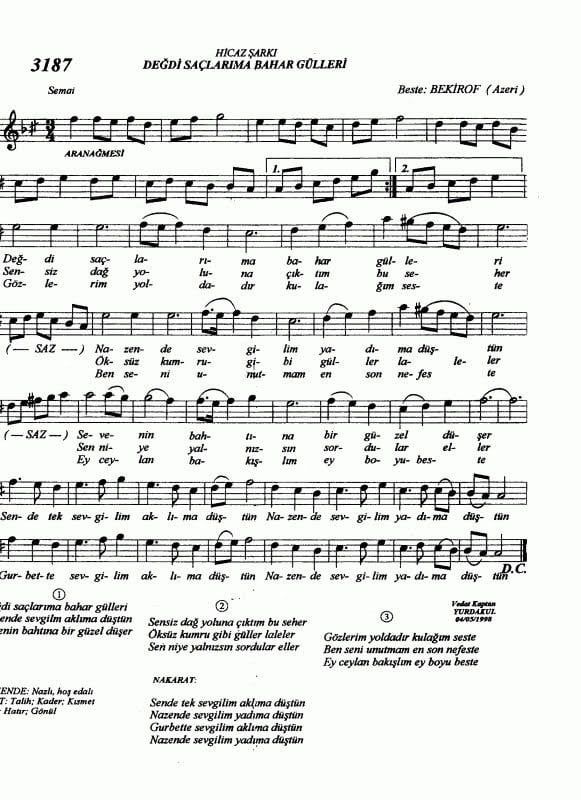 HİCAZ ŞARKI
3187
DEĞDİ SAÇLARIMA BAHAR GÜLLERİ
Semai
Beste: BEKİROF ( Azeri )
3/4
ARANAĞMESİ
1.
2.
Değ- di saç- la- rı- ma ba- har gül- le- ri
Sen- siz dağ yo- lu- na çık- tım bu se- her
Göz- le- rim yol- da- dır ku- la- ğım ses- te
( — SAZ — ) Na- zen- de sev- gi- lim ya- dı- ma düş- tün
Ök- süz kum- ru- gi- bi gül- ler la- le- ler
Ben se- ni u- nut- mam en son ne- fes te
( — SAZ — ) Se- ve- nin bah- tı- na bir gü- zel dü- şer
Sen ni- ye yal- nız- sın sor- du- lar el- ler
Ey cey- lan ba- kış- lım ey bo- yu- bes- te
Sen- de tek sev- gi- lim ak- lı- ma düş- tün Na- zen- de sev- gi- lim ya- dı- ma düş- tün
Gur- bet- te sev- gi- lim ak- lı- ma düş- tün Na- zen- de sev- gi- lim ya- dı- ma düş- tün
D.C.
1
di saçlarıma bahar gülleri
ende sevgilim aklıma düştün
enin bahtına bir güzel düşer
2
Sensiz dağ yoluna çıktım bu seher
Öksüz kumru gibi güller laleler
Sen niye yalnızsın sordular eller
Vedat Kaptan
YURDAKUL
04/05/1998
3
Gözlerim yoldadır kulağım seste
Ben seni unutmam en son nefeste
Ey ceylan bakışlım ey boyu beste
ENDE: Nazlı, hoş edalı
T: Talih; Kader; Kısmet
: Hatır; Gönül
NAKARAT:
Sende tek sevgilim aklıma düştün
Nazende sevgilim yadıma düştün
Gurbette sevgilim aklıma düştün
Nazende sevgilim yadıma düştün